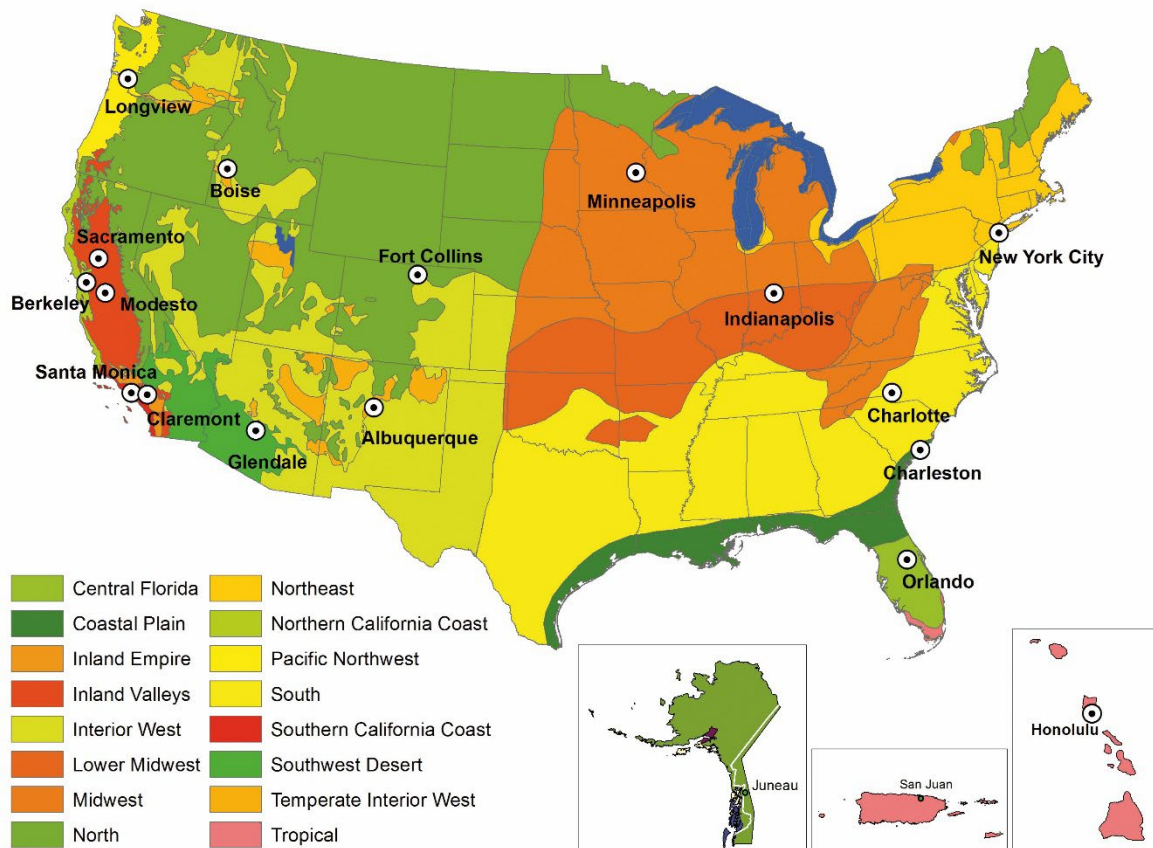 Longview
Boise
Minneapolis
Sacramento
Fort Collins
New York City
Berkeley
Modesto
Indianapolis
Santa Monica
Claremont
Charlotte
Albuquerque
Glendale
Charleston
Orlando
Central Florida
Coastal Plain
Inland Empire
Inland Valleys
Interior West
Lower Midwest
Midwest
North
Northeast
Northern California Coast
Pacific Northwest
South
Southern California Coast
Southwest Desert
Temperate Interior West
Tropical
Juneau
San Juan
Honolulu